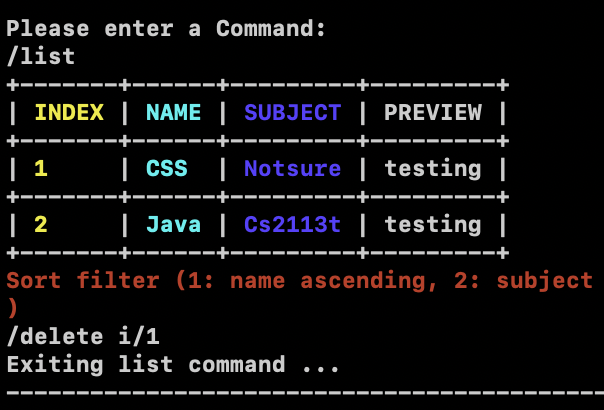 Please enter a Command:
/list
+-------+------+----------+----------+
| INDEX | NAME | SUBJECT | PREVIEW |
+-------+------+----------+----------+
| 1 | CSS | Notsure | testing |
+-------+------+----------+----------+
| 2 | Java | Cs2113t | testing |
+-------+------+----------+----------+
Sort filter (1: name ascending, 2: subject
)
/delete i/1
Exiting list command ...
-------------------------------------------